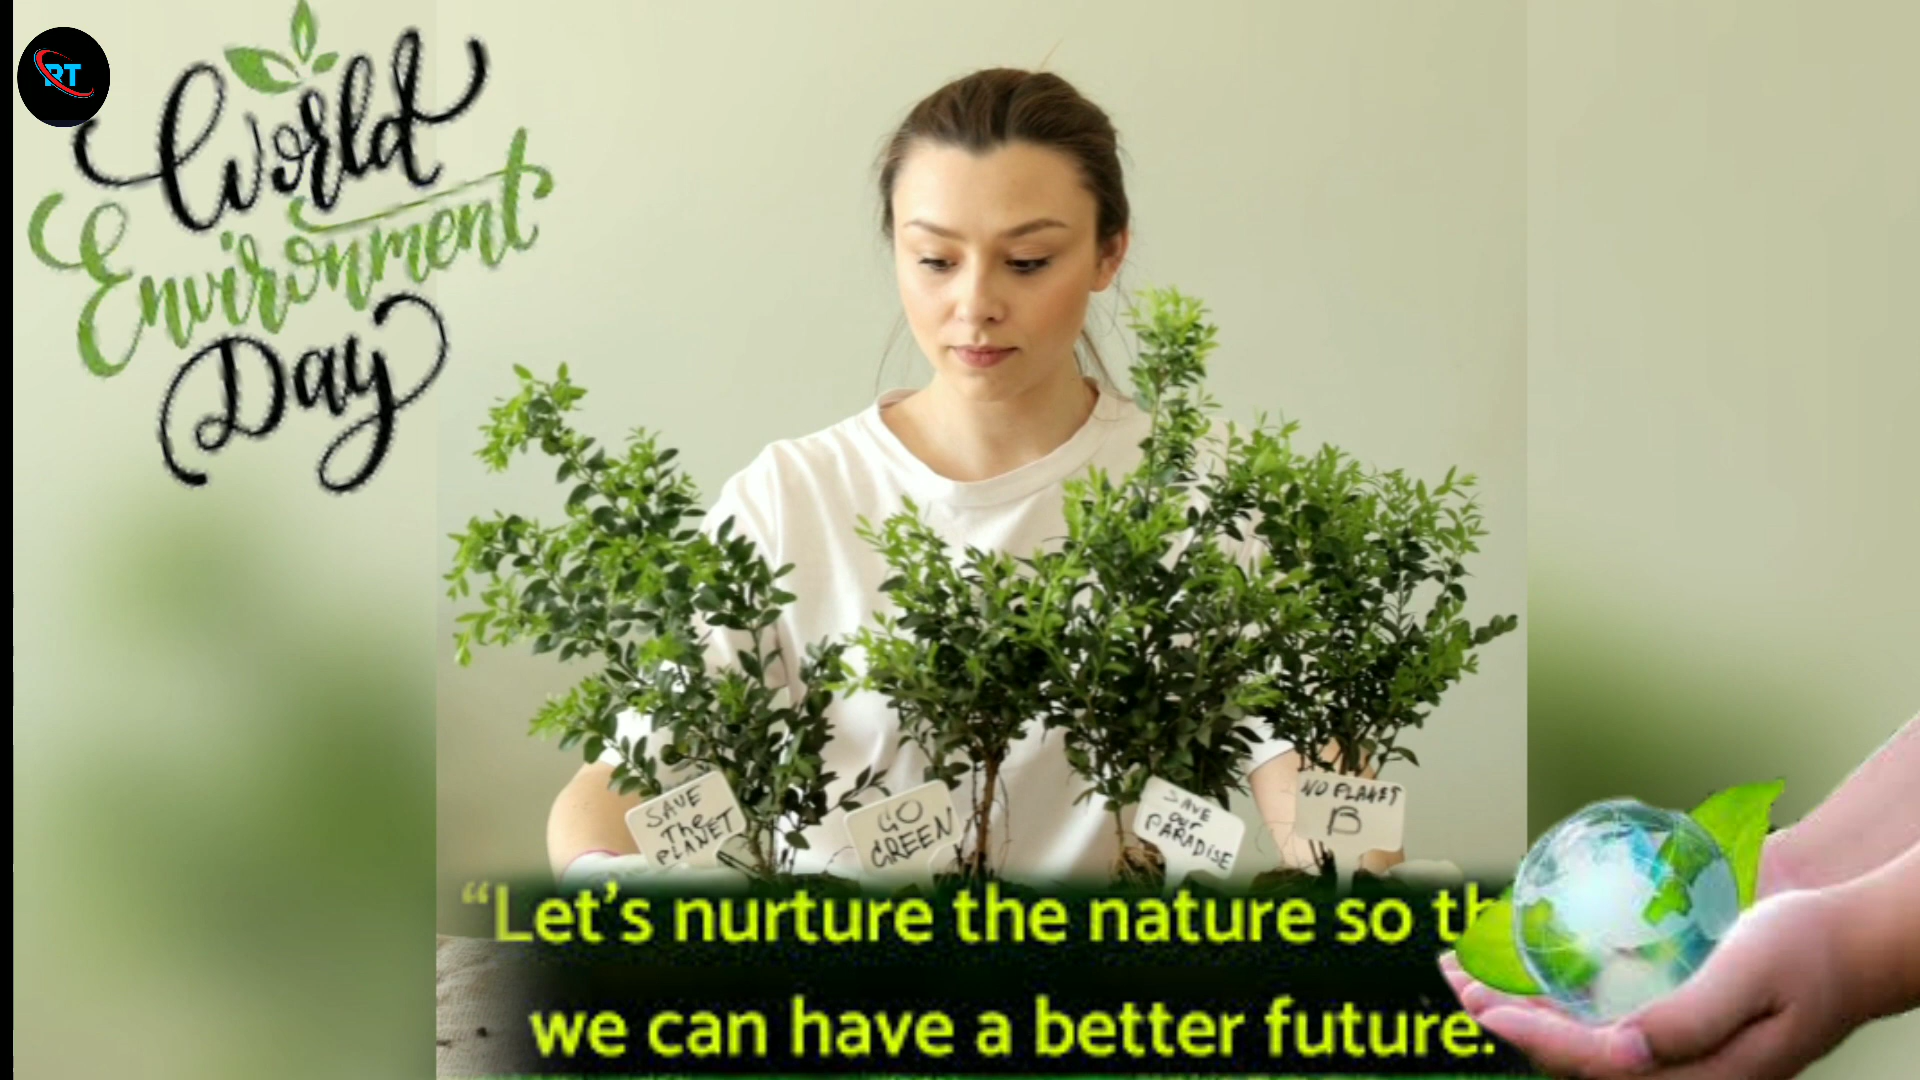 RT
World
Environment
Day
SAVE
The
PLANET
GO
GREEN
SAVE
OUR
PARADISE
NO PLANET
B
“Let's nurture the nature so th
we can have a better future.